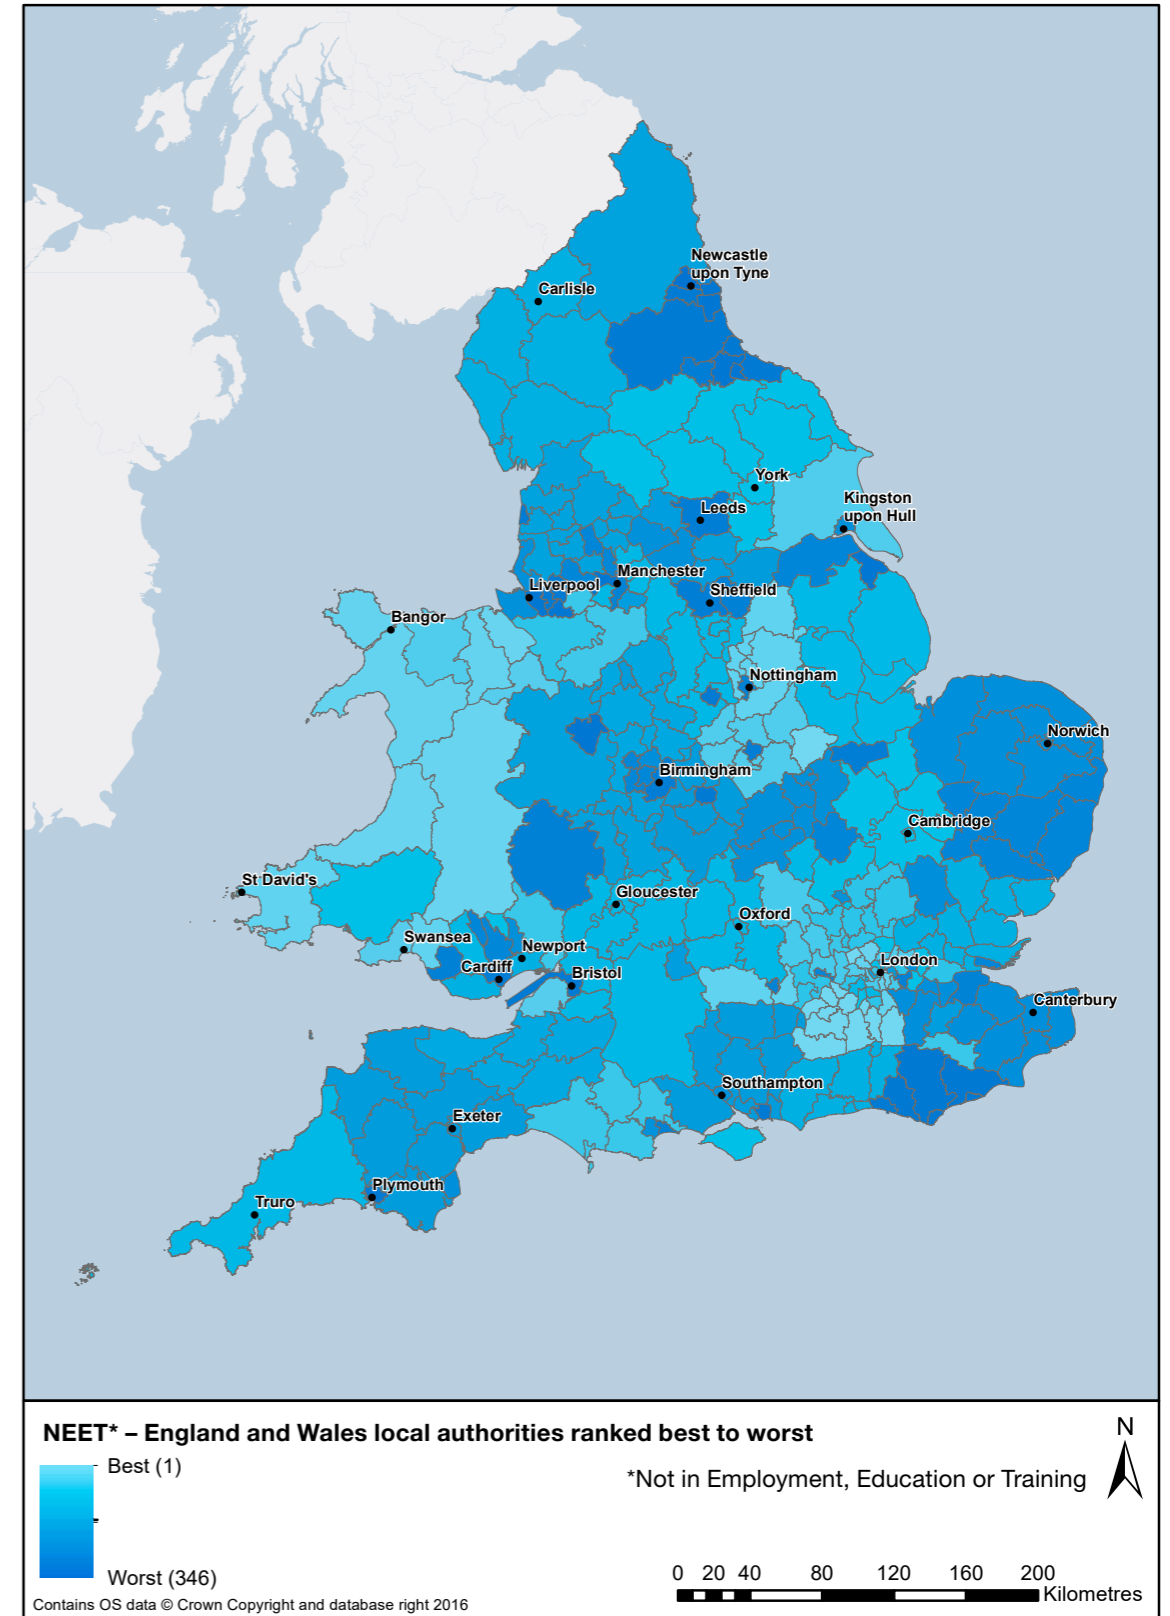 Newcastle
upon Tyne
Carlisle
York
Kingston
upon Hull
Leeds
Manchester
Liverpool
Sheffield
Bangor
Nottingham
Norwich
Birmingham
Cambridge
St David's
Gloucester
Oxford
Swansea
Newport
London
Cardiff
Bristol
Canterbury
Southampton
Exeter
Plymouth
Truro
NEET* – England and Wales local authorities ranked best to worst
N
Best (1)
*Not in Employment, Education or Training
Worst (346)
0 20 40 80 120 160 200
Kilometres
Contains OS data © Crown Copyright and database right 2016